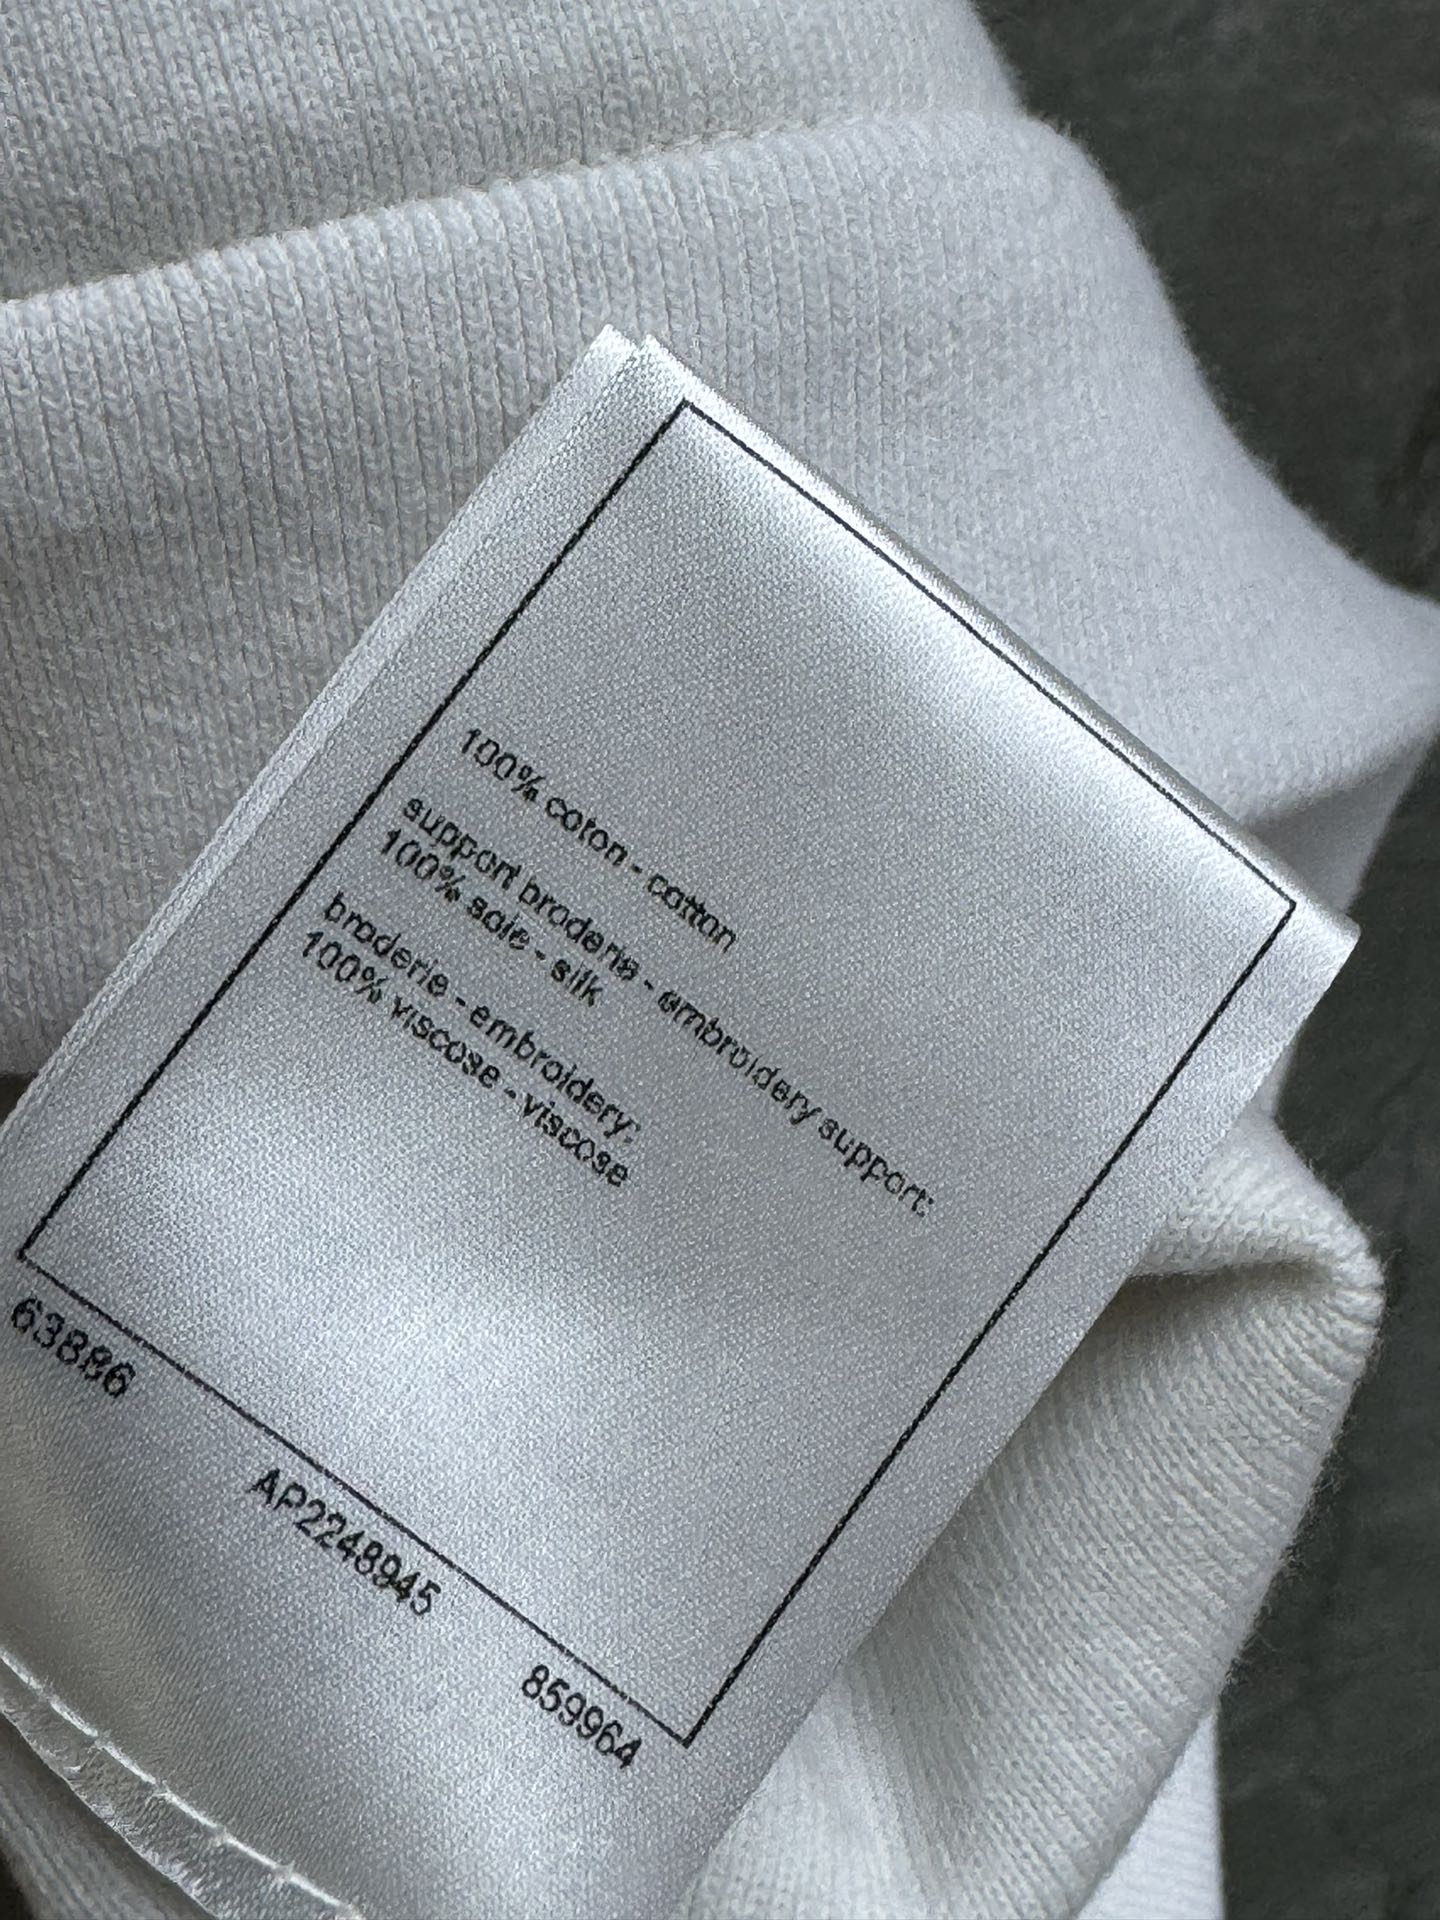 100% coton - cotton
support broderie - embroidery support:
100% soie - silk
broderie - embroidery:
100% viscose - viscose
63886
AP2248945
859964